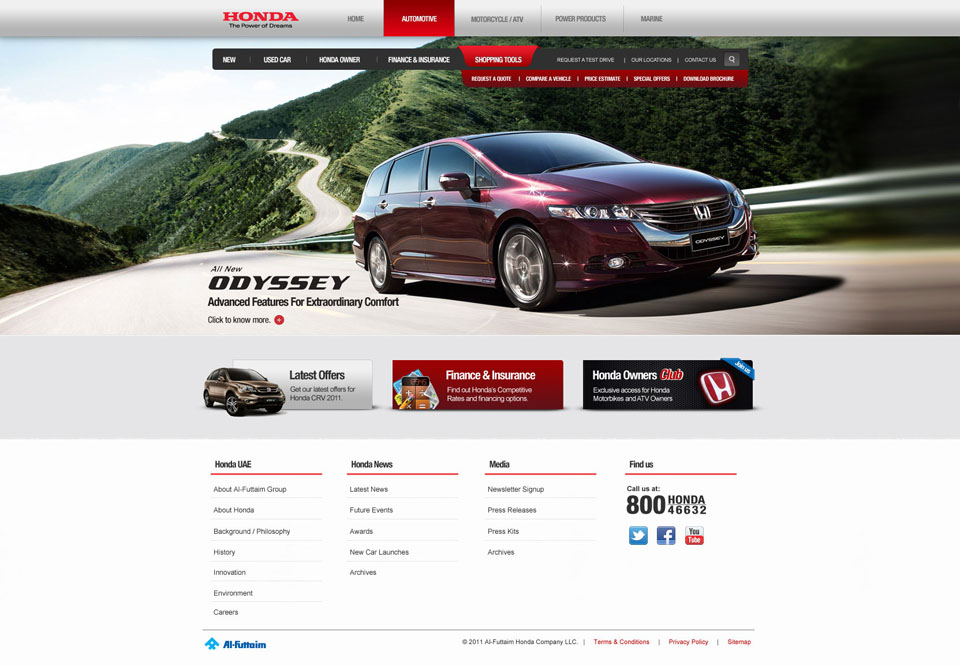 HONDA
The Power of Dreams
HOME
AUTOMOTIVE
MOTORCYCLE / ATV
POWER PRODUCTS
MARINE
NEW
USED CAR
HONDA OWNER
FINANCE & INSURANCE
SHOPPING TOOLS
REQUEST A TEST DRIVE | OUR LOCATIONS | CONTACT US
REQUEST A QUOTE | COMPARE A VEHICLE | PRICE ESTIMATE | SPECIAL OFFERS | DOWNLOAD BROCHURE
ODYSSEY
All New
ODYSSEY
Advanced Features For Extraordinary Comfort
Click to know more.
Latest Offers
Get our latest offers for
Honda CRV 2011.
Finance & Insurance
Find out Honda's Competitive
Rates and financing options.
Honda Owners Club
Exclusive access for Honda
Motorbikes and ATV Owners
Join us
Honda UAE
About Al-Futtaim Group
About Honda
Background / Philosophy
History
Innovation
Environment
Careers
Honda News
Latest News
Future Events
Awards
New Car Launches
Archives
Media
Newsletter Signup
Press Releases
Press Kits
Archives
Find us
Call us at:
800 HONDA
46632
You
Tube
Al-Futtaim
© 2011 Al-Futtaim Honda Company LLC. | Terms & Conditions | Privacy Policy | Sitemap